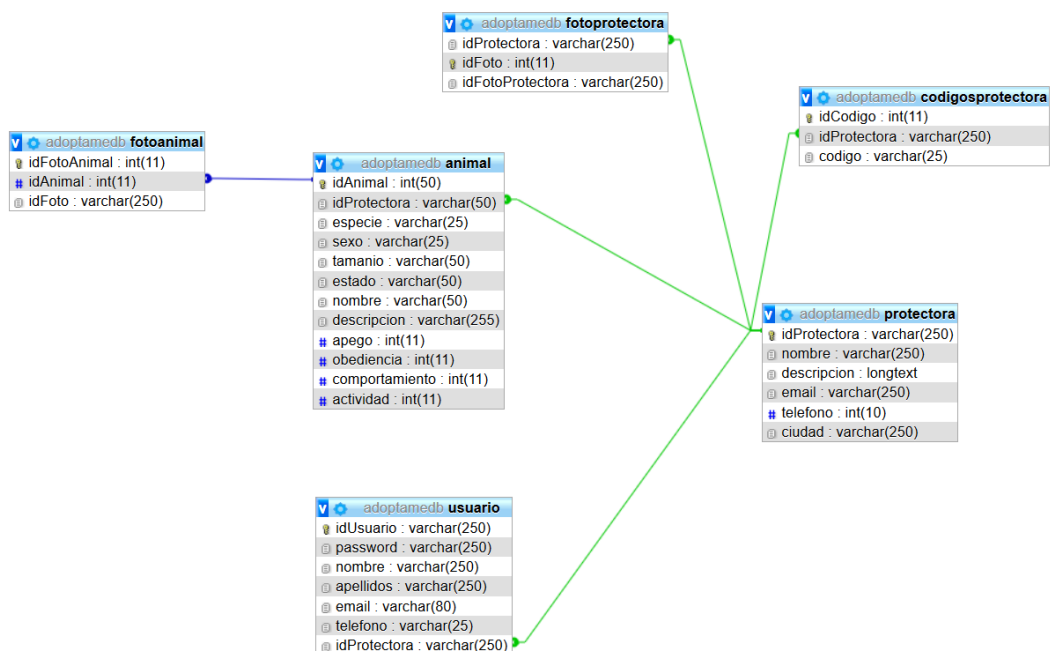 adoptamedb fotoprotectora
idProtectora : varchar(250)
idFoto : int(11)
idFotoProtectora : varchar(250)
adoptamedb codigosprotectora
idCodigo : int(11)
idProtectora : varchar(250)
codigo : varchar(25)
adoptamedb fotoanimal
idFotoAnimal : int(11)
idAnimal : int(11)
idFoto : varchar(250)
adoptamedb animal
idAnimal : int(50)
idProtectora : varchar(50)
especie : varchar(25)
sexo : varchar(25)
tamanio : varchar(50)
estado : varchar(50)
nombre : varchar(50)
descripcion : varchar(255)
apego : int(11)
obediencia : int(11)
comportamiento : int(11)
actividad : int(11)
adoptamedb protectora
idProtectora : varchar(250)
nombre : varchar(250)
descripcion : longtext
email : varchar(250)
telefono : int(10)
ciudad : varchar(250)
adoptamedb usuario
idUsuario : varchar(250)
password : varchar(250)
nombre : varchar(250)
apellidos : varchar(250)
email : varchar(80)
telefono : varchar(25)
idProtectora : varchar(250)